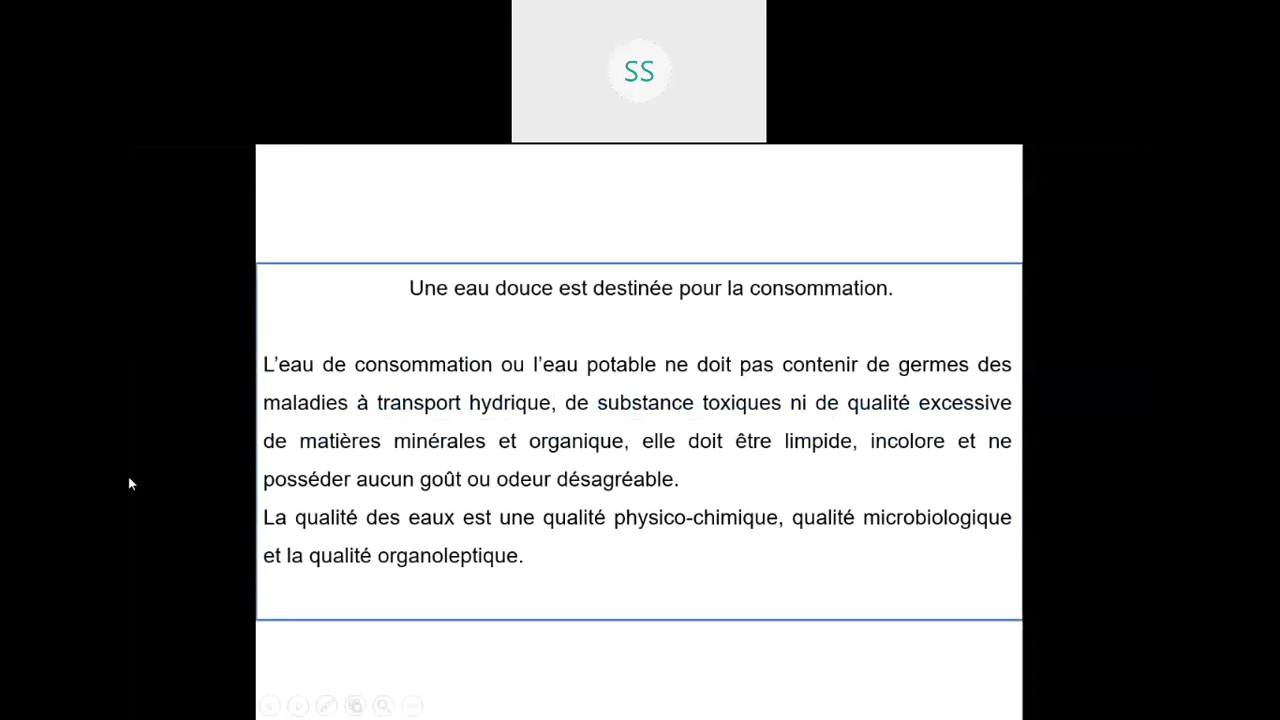 SS
Une eau douce est destinée pour la consommation.
L’eau de consommation ou l’eau potable ne doit pas contenir de germes des
maladies à transport hydrique, de substance toxiques ni de qualité excessive
de matières minérales et organique, elle doit être limpide, incolore et ne
posséder aucun goût ou odeur désagréable.
La qualité des eaux est une qualité physico-chimique, qualité microbiologique
et la qualité organoleptique.